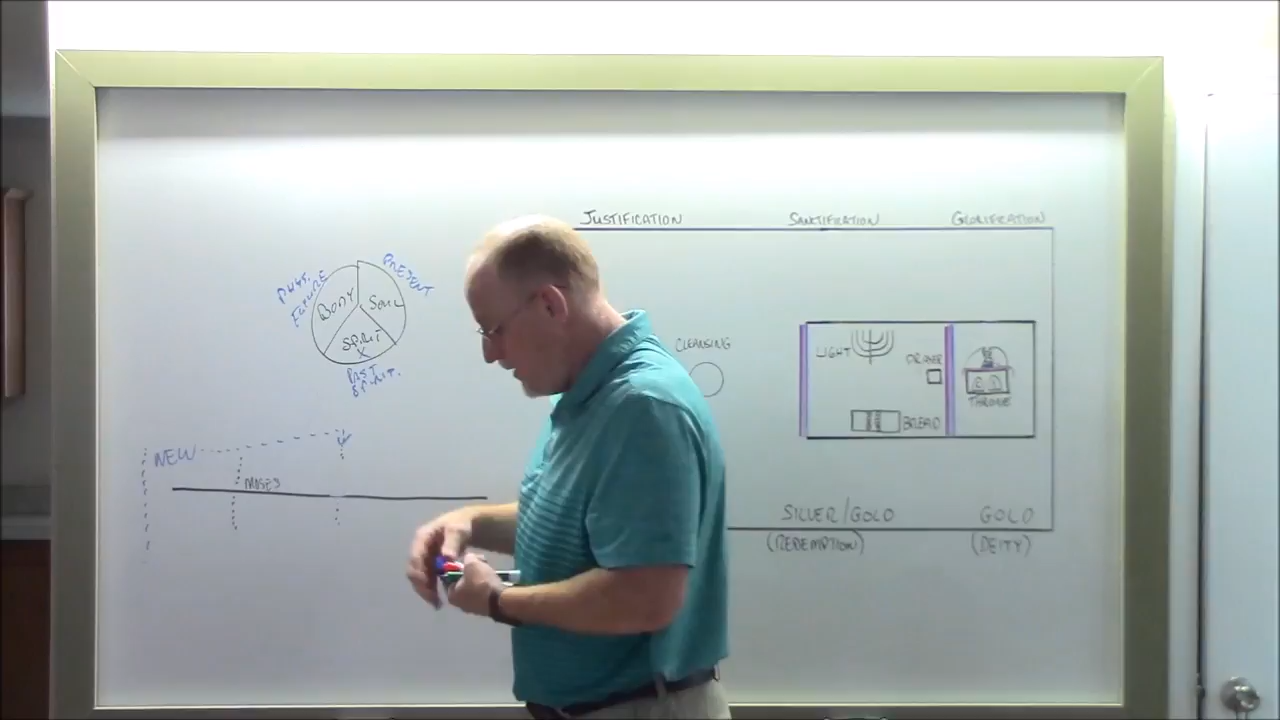 JUSTIFICATION
SANCTIFICATION
GLORIFICATION
PRESENT
PHYS.
FUTURE
BODY
SOUL
SPIRIT
X
PAST
CLEANSING
LIGHT
BREAD
THRONE
NEW
MOSES
SILVER/GOLD
GOLD
(REDEMPTION)
(DEITY)